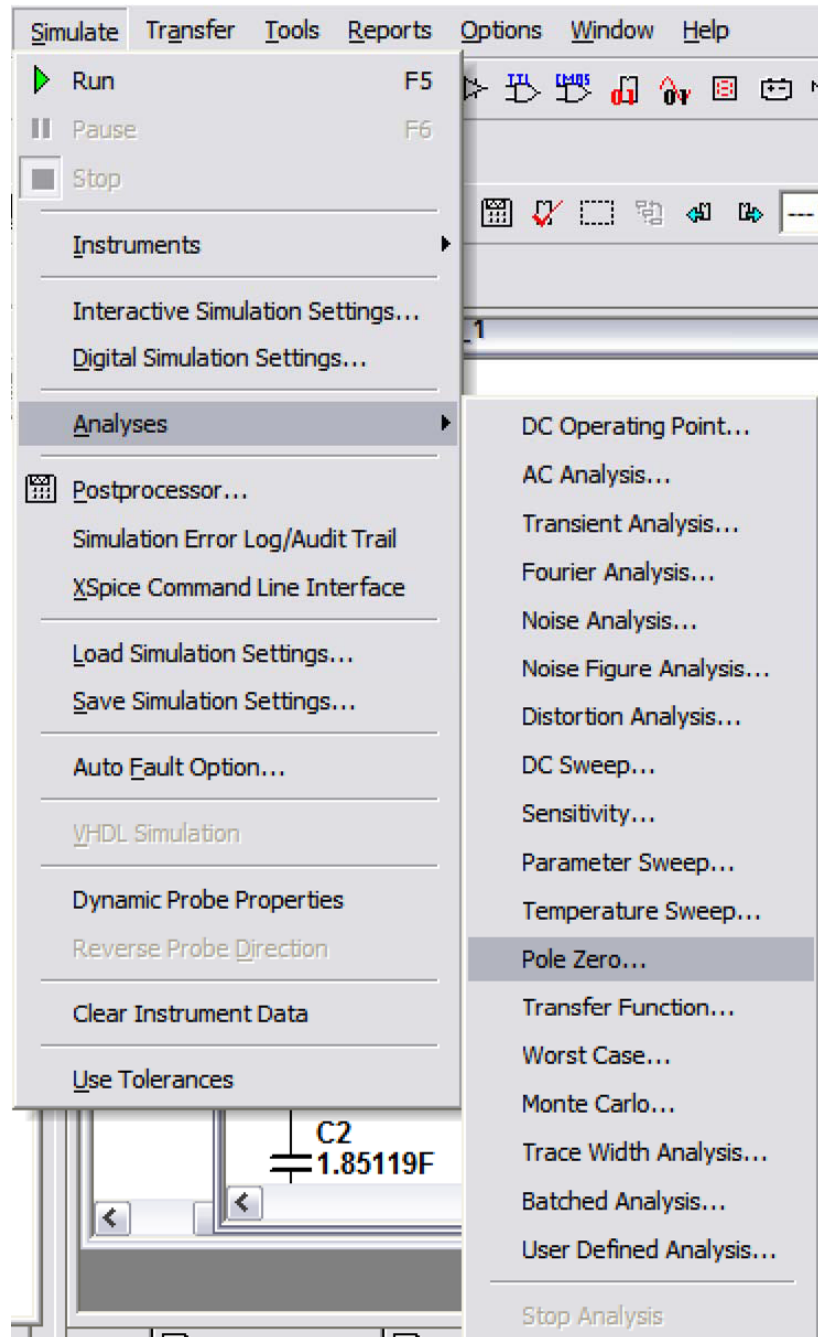 Simulate Transfer Tools Reports Options Window Help
Run F5
Pause F6
Stop
Instruments
Interactive Simulation Settings...
Digital Simulation Settings...
Analyses
Postprocessor...
Simulation Error Log/Audit Trail
XSpice Command Line Interface
Load Simulation Settings...
Save Simulation Settings...
Auto Fault Option...
VHDL Simulation
Dynamic Probe Properties
Reverse Probe Direction
Clear Instrument Data
Use Tolerances
TTL CMOS
---
_1
DC Operating Point...
AC Analysis...
Transient Analysis...
Fourier Analysis...
Noise Analysis...
Noise Figure Analysis...
Distortion Analysis...
DC Sweep...
Sensitivity...
Parameter Sweep...
Temperature Sweep...
Pole Zero...
Transfer Function...
Worst Case...
Monte Carlo...
Trace Width Analysis...
Batched Analysis...
User Defined Analysis...
Stop Analysis
C2
1.85119F